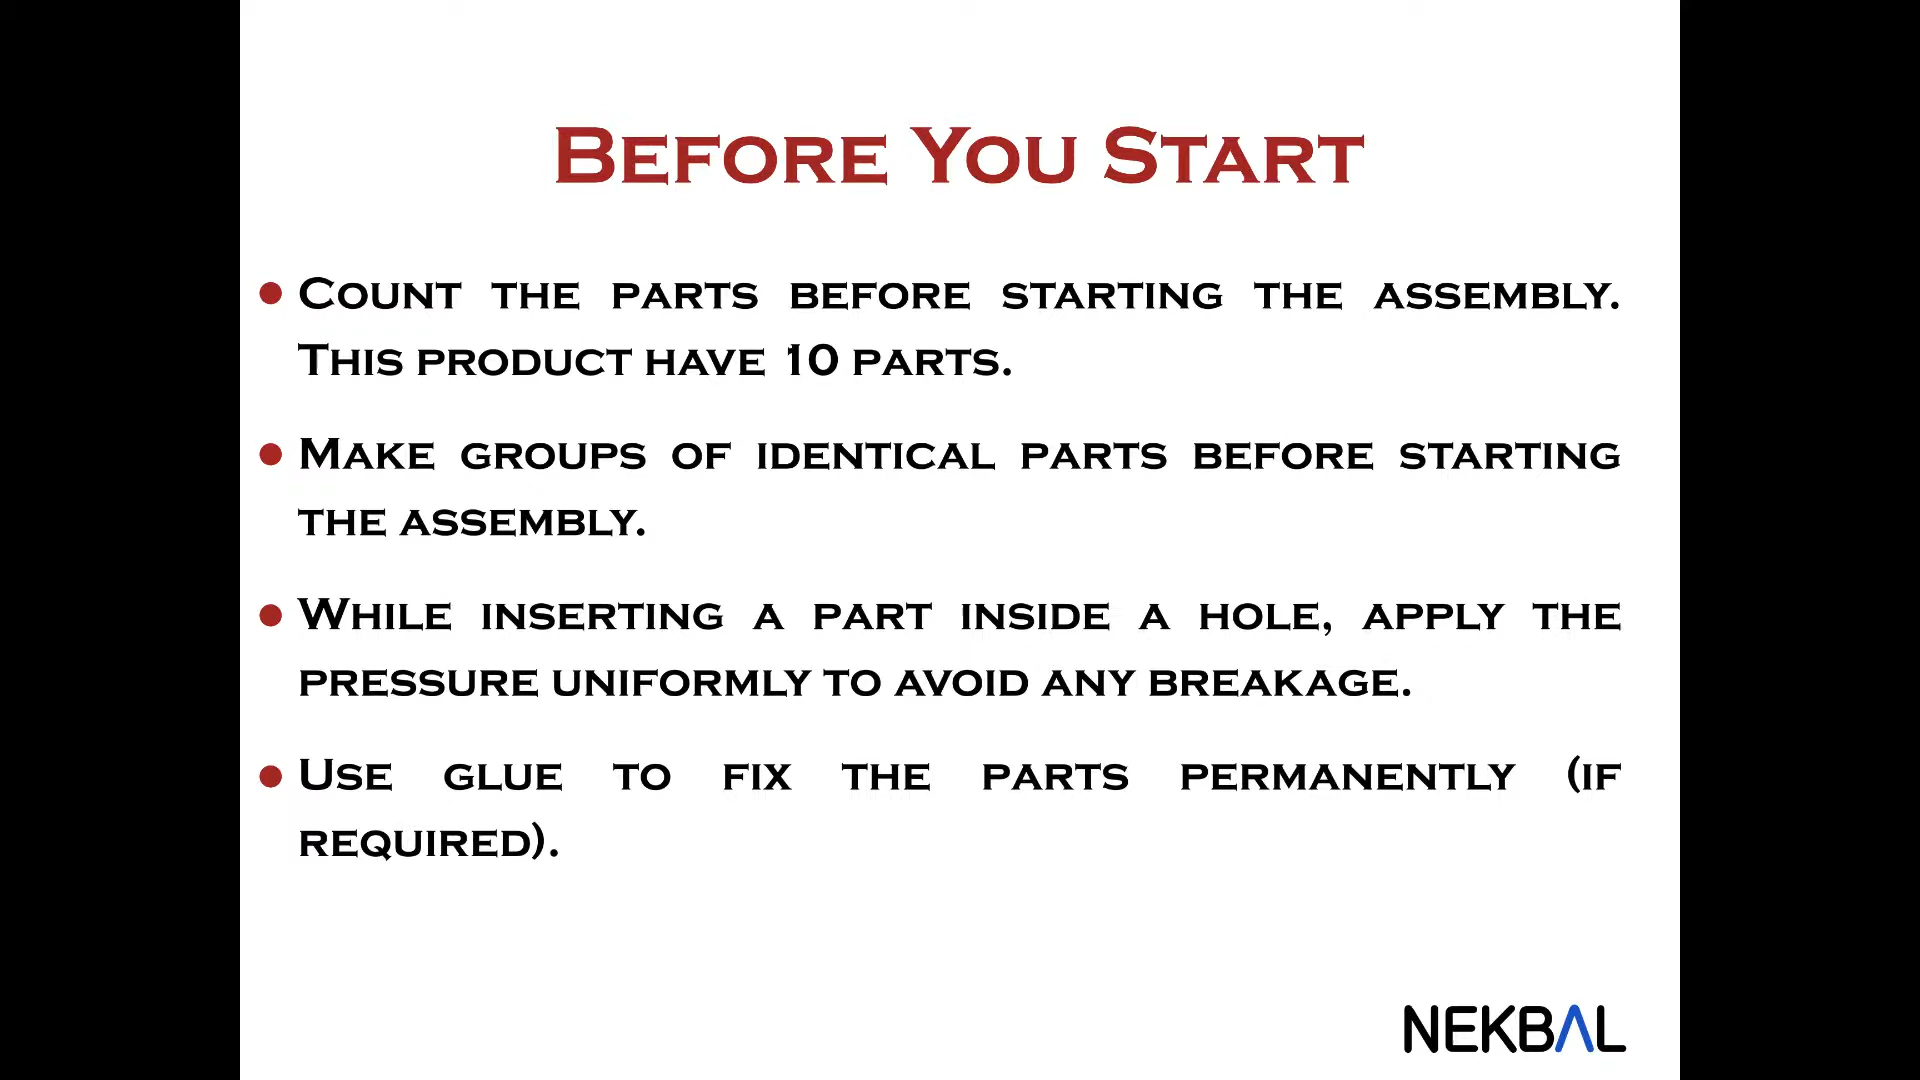 Before You Start
Count the parts before starting the assembly.
This product have 10 parts.
Make groups of identical parts before starting
the assembly.
While inserting a part inside a hole, apply the
pressure uniformly to avoid any breakage.
Use glue to fix the parts permanently (if
required).
NEKBAL